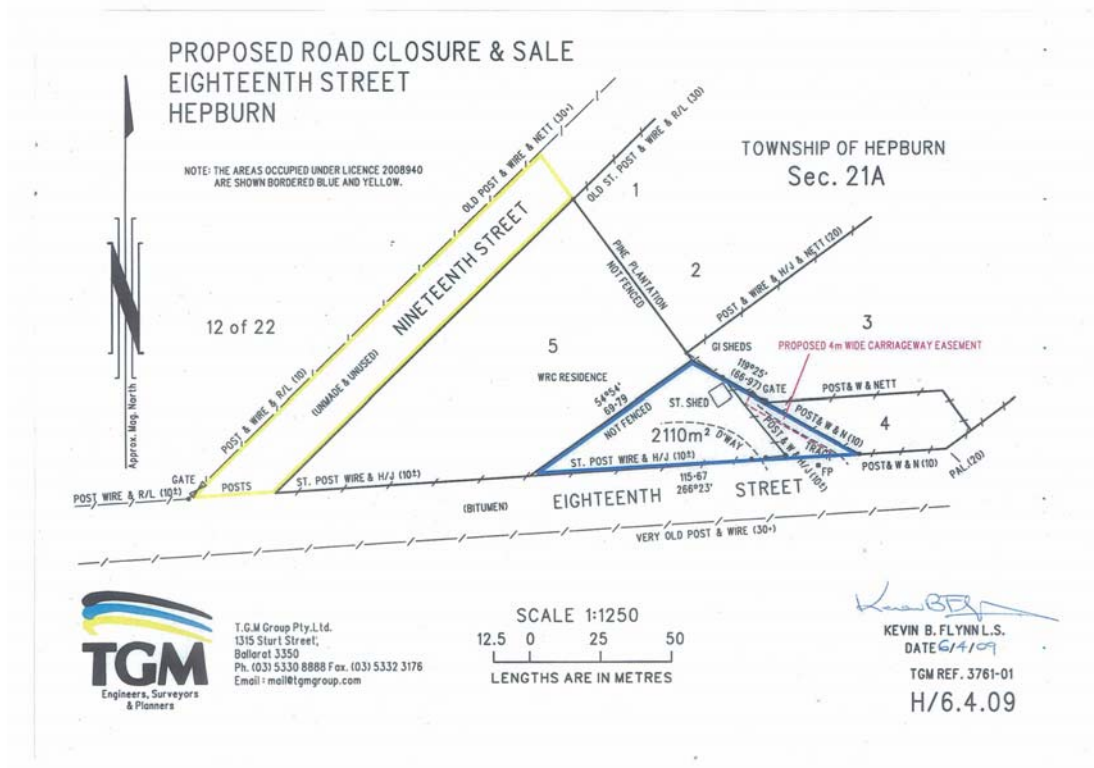 PROPOSED ROAD CLOSURE & SALE
EIGHTEENTH STREET
HEPBURN
NOTE: THE AREAS OCCUPIED UNDER LICENCE 2008940
ARE SHOWN BORDERED BLUE AND YELLOW.
TOWNSHIP OF HEPBURN
Sec. 21A
Approx. Mag. North
OLD POST & WIRE & NETT (30+)
OLD ST. POST & WIRE & R/L (30)
1
NINETEENTH STREET
(UNMADE & UNUSED)
PINE PLANTATION
NOT FENCED
2
POST & WIRE & H/J & NETT (20)
12 of 22
5
3
GI SHEDS
PROPOSED 4m WIDE CARRIAGEWAY EASEMENT
WRC RESIDENCE
119°25'
(66-97)
GATE
POST & W & NETT
POST & WIRE & R/L (10)
54°54'
69-79
NOT FENCED
ST. SHED
POST & W & N (10)
4
2110m²
D'WAY
TRACK
POST & W & H/J (10±)
ST. POST WIRE & H/J (10±)
FP
POST & W & N (10)
PAL.(20)
GATE
POSTS
ST. POST WIRE & H/J (10±)
115-67
266°23'
POST WIRE & R/L (10±)
(BITUMEN)
EIGHTEENTH STREET
VERY OLD POST & WIRE (30+)
TGM
Engineers, Surveyors
& Planners
T.G.M Group Pty.Ltd.
1315 Sturt Street,
Ballarat 3350
Ph. (03) 5330 8888 Fax. (03) 5332 3176
Email : mail@tgmgroup.com
SCALE 1:1250
12.5 0 25 50
LENGTHS ARE IN METRES
KEVIN B. FLYNN L.S.
DATE 6/4/09
TGM REF. 3761-01
H/6.4.09